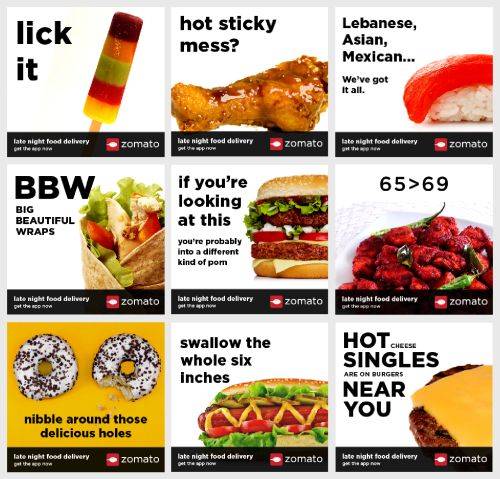 lick
it
late night food delivery
get the app now
zomato
hot sticky
mess?
late night food delivery
get the app now
zomato
Lebanese,
Asian,
Mexican...
We've got
it all.
late night food delivery
get the app now
zomato
BBW
BIG
BEAUTIFUL
WRAPS
late night food delivery
get the app now
zomato
if you're
looking
at this
you're probably
into a different
kind of porn
late night food delivery
get the app now
zomato
65>69
late night food delivery
get the app now
zomato
nibble around those
delicious holes
late night food delivery
get the app now
zomato
swallow the
whole six
inches
late night food delivery
get the app now
zomato
HOT CHEESE
SINGLES
ARE ON BURGERS
NEAR
YOU
late night food delivery
get the app now
zomato